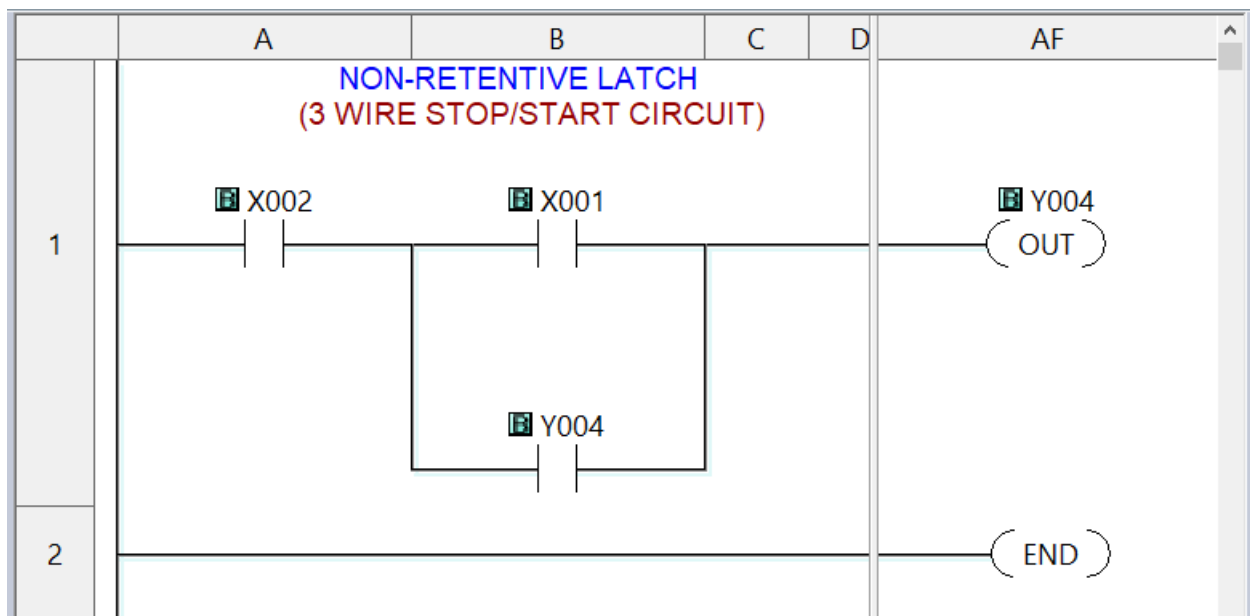 A B C D AF
NON-RETENTIVE LATCH
(3 WIRE STOP/START CIRCUIT)
B X002 B X001 B Y004
1 OUT
B Y004
2 END